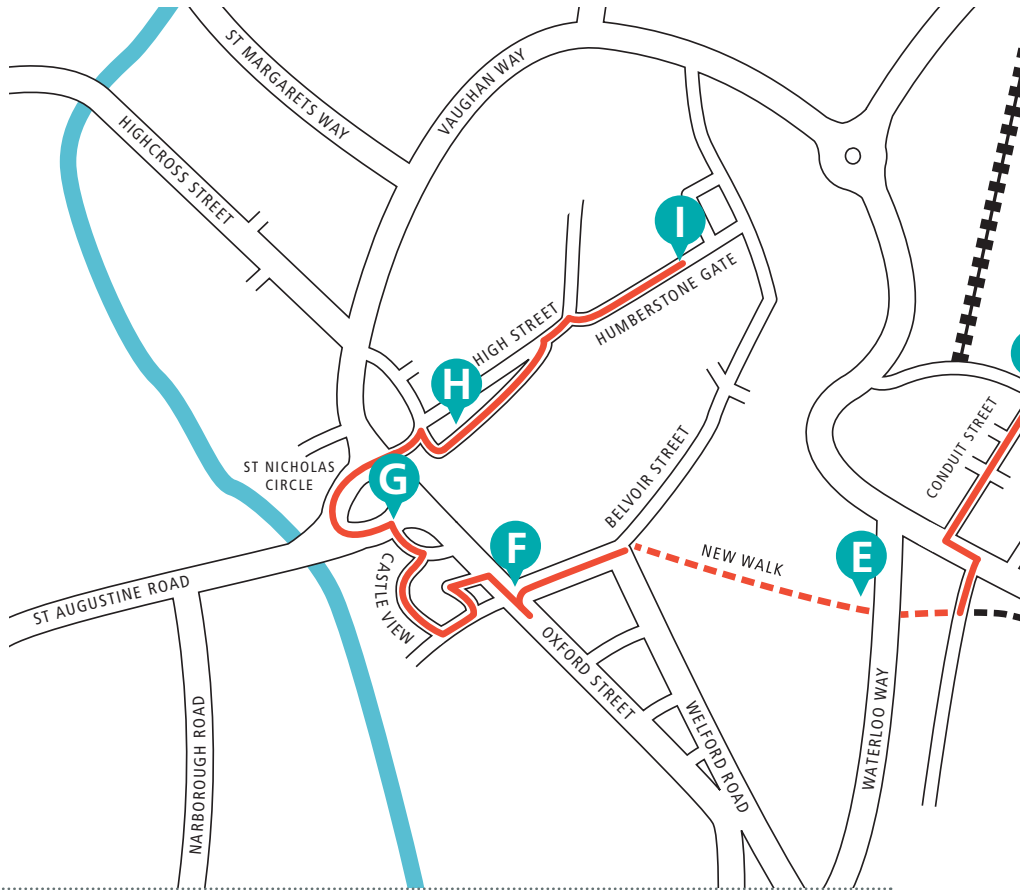 ST MARGARETS WAY
VAUGHAN WAY
HIGHCROSS STREET
I
HIGH STREET
HUMBERSTONE GATE
H
ST NICHOLAS
CIRCLE
G
CONDUIT STREET
BELVOIR STREET
F
NEW WALK
E
ST AUGUSTINE ROAD
CASTLE VIEW
OXFORD STREET
NARBOROUGH ROAD
WELFORD ROAD
WATERLOO WAY